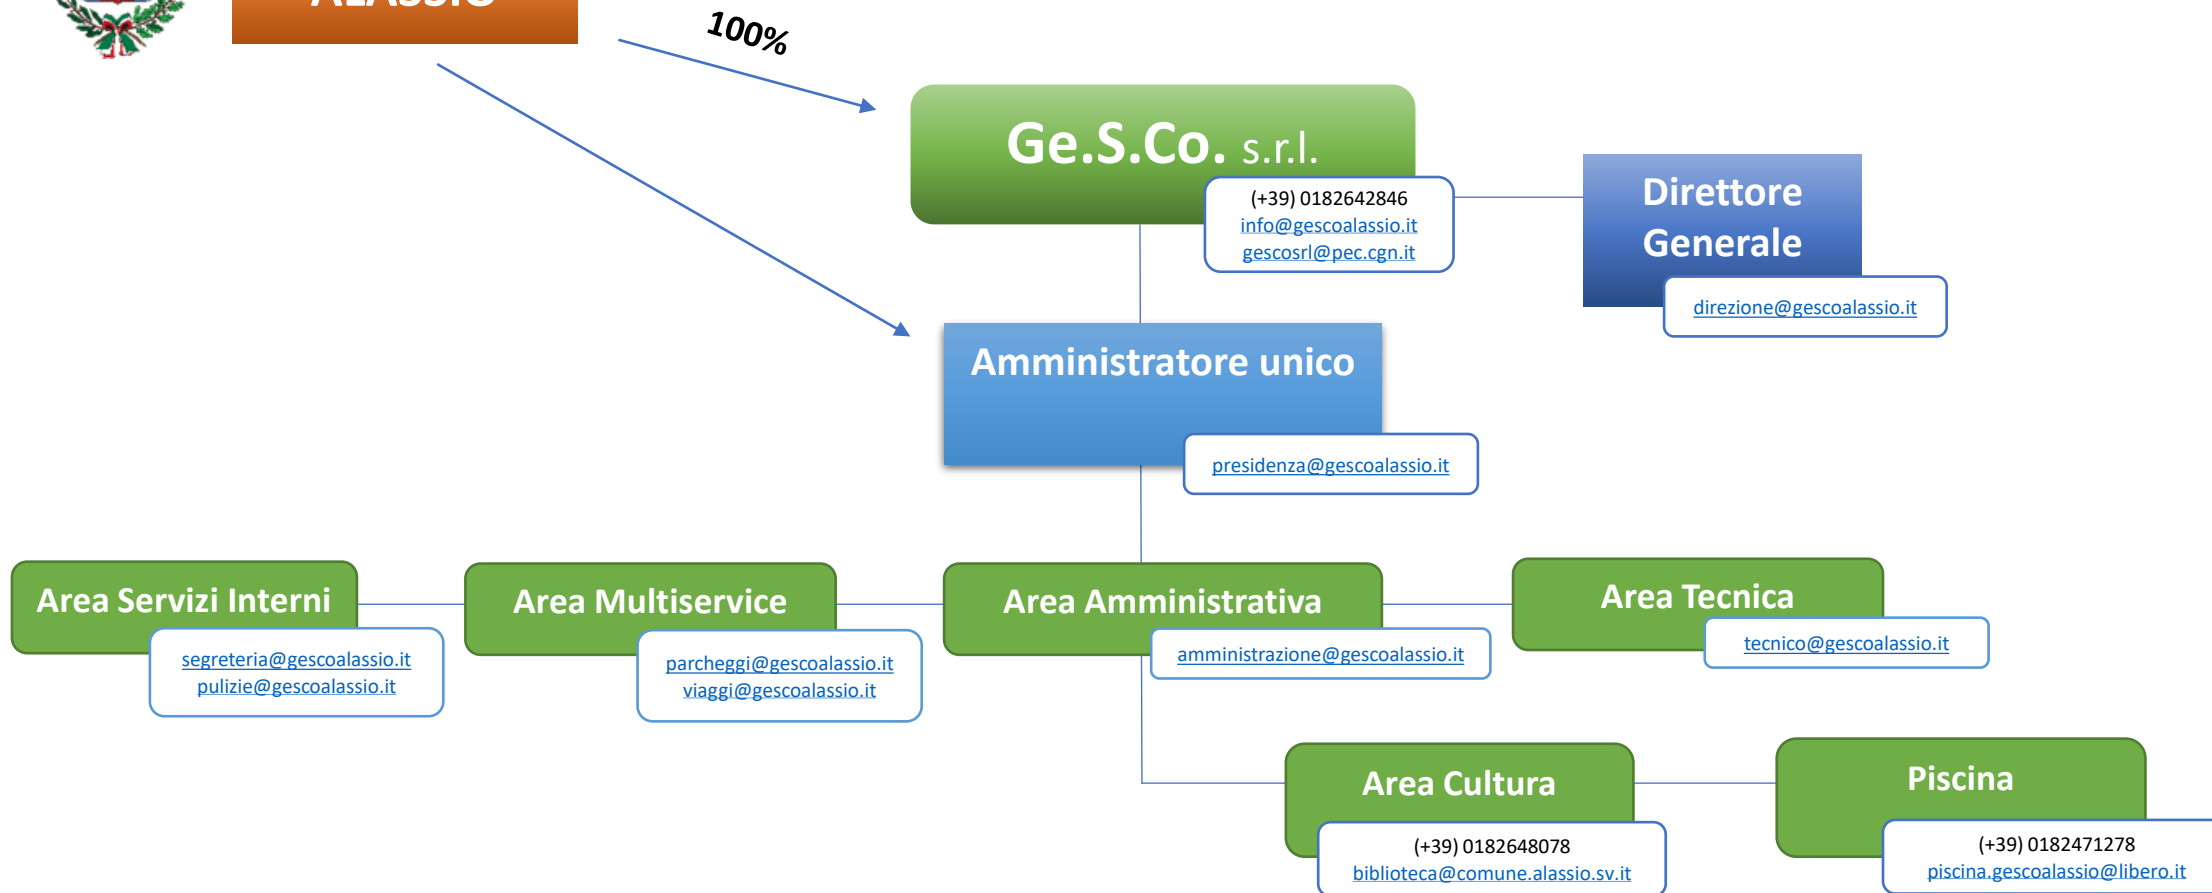 ALASSIO
100%
Ge.S.Co. s.r.l.
(+39) 0182642846
info@gescoalassio.it
gescosrl@pec.cgn.it
Direttore
Generale
direzione@gescoalassio.it
Amministratore unico
presidenza@gescoalassio.it
Area Servizi Interni
segreteria@gescoalassio.it
pulizie@gescoalassio.it
Area Multiservice
parcheggi@gescoalassio.it
viaggi@gescoalassio.it
Area Amministrativa
amministrazione@gescoalassio.it
Area Tecnica
tecnico@gescoalassio.it
Area Cultura
(+39) 0182648078
biblioteca@comune.alassio.sv.it
Piscina
(+39) 0182471278
piscina.gescoalassio@libero.it